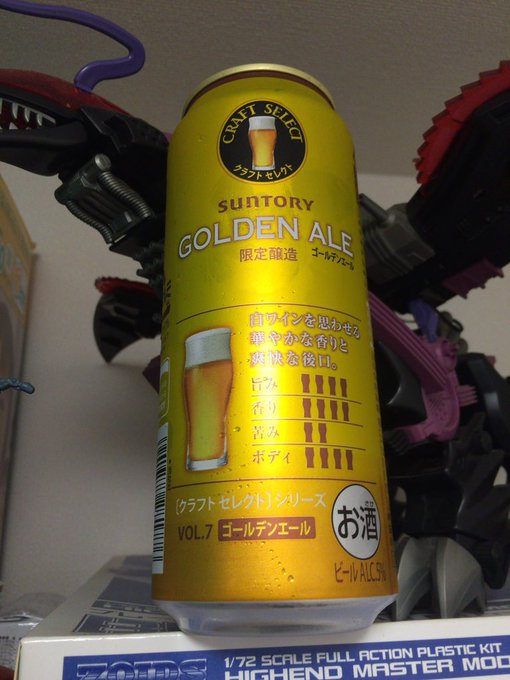 CRAFT SELECT
クラフトセレクト
SUNTORY
GOLDEN ALE
限定醸造 ゴールデンエール
白ワインを思わせる
華やかな香りと
爽快な後口。
旨み
香り
苦み
ボディ
[クラフトセレクト]シリーズ
VOL.7 ゴールデンエール
お酒
ビール ALC.5%
ZOIDS
1/72 SCALE FULL ACTION PLASTIC KIT
HIGHEND MASTER MOD